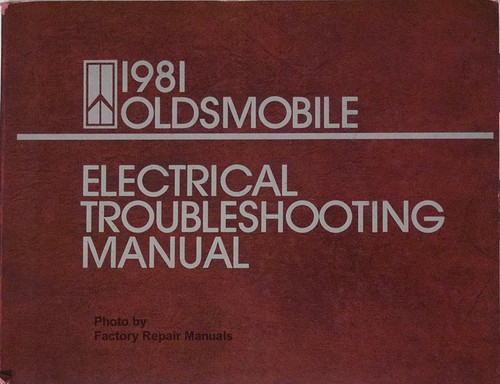 1981
OLDSMOBILE
ELECTRICAL
TROUBLESHOOTING
MANUAL
Photo by
Factory Repair Manuals